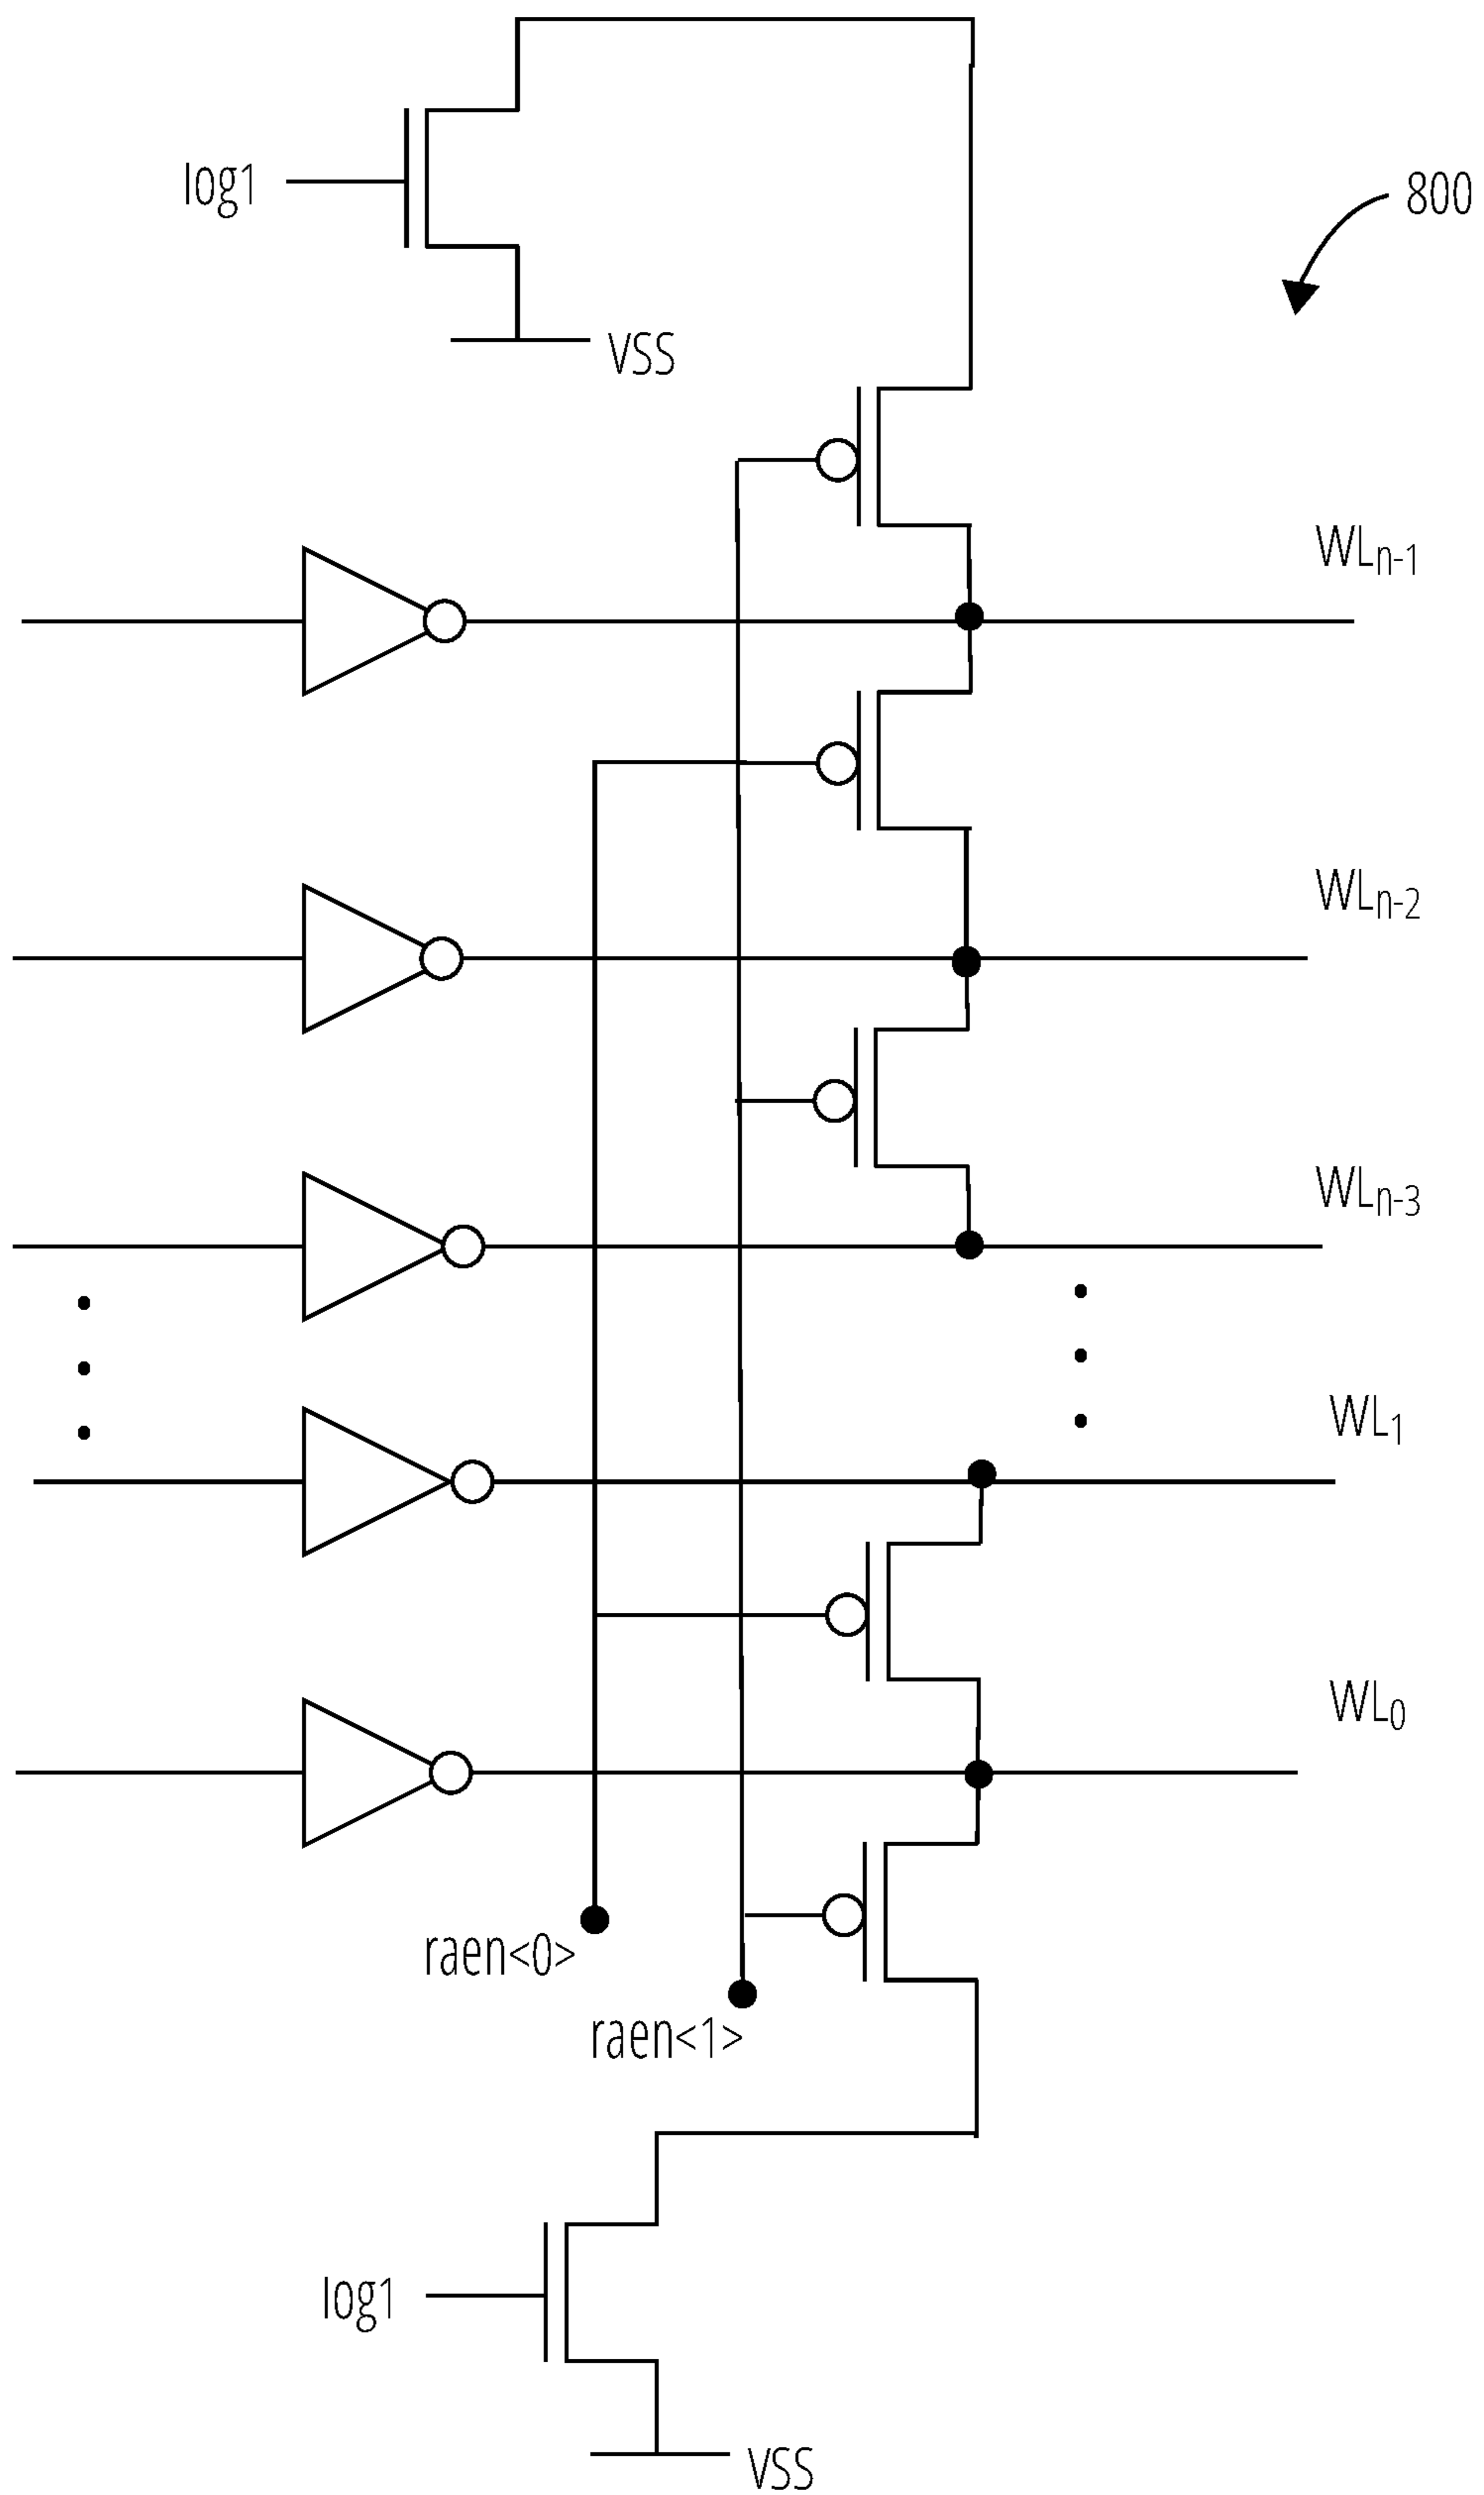 log1
800
VSS
WLn-1
WLn-2
WLn-3
WL1
WL0
raen<0>
raen<1>
log1
VSS